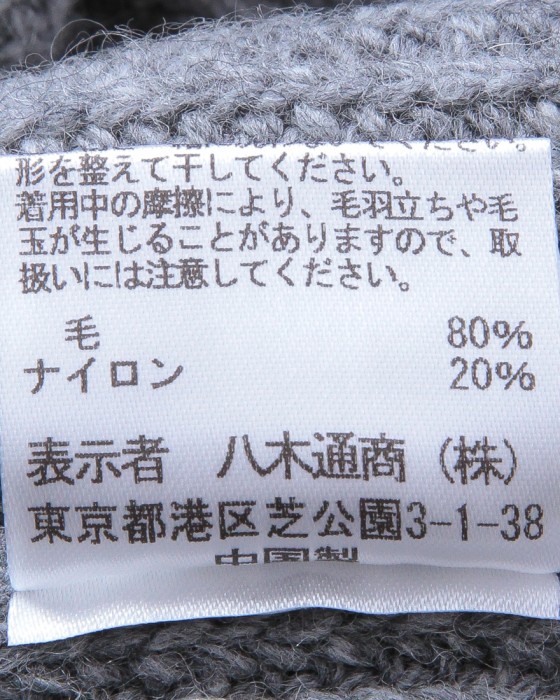 形を整えて干してください。
着用中の摩擦により、毛羽立ちや毛
玉が生じることがありますので、取
扱いには注意してください。
毛 80%
ナイロン 20%
表示者 八木通商（株）
東京都港区芝公園3-1-38
中国製